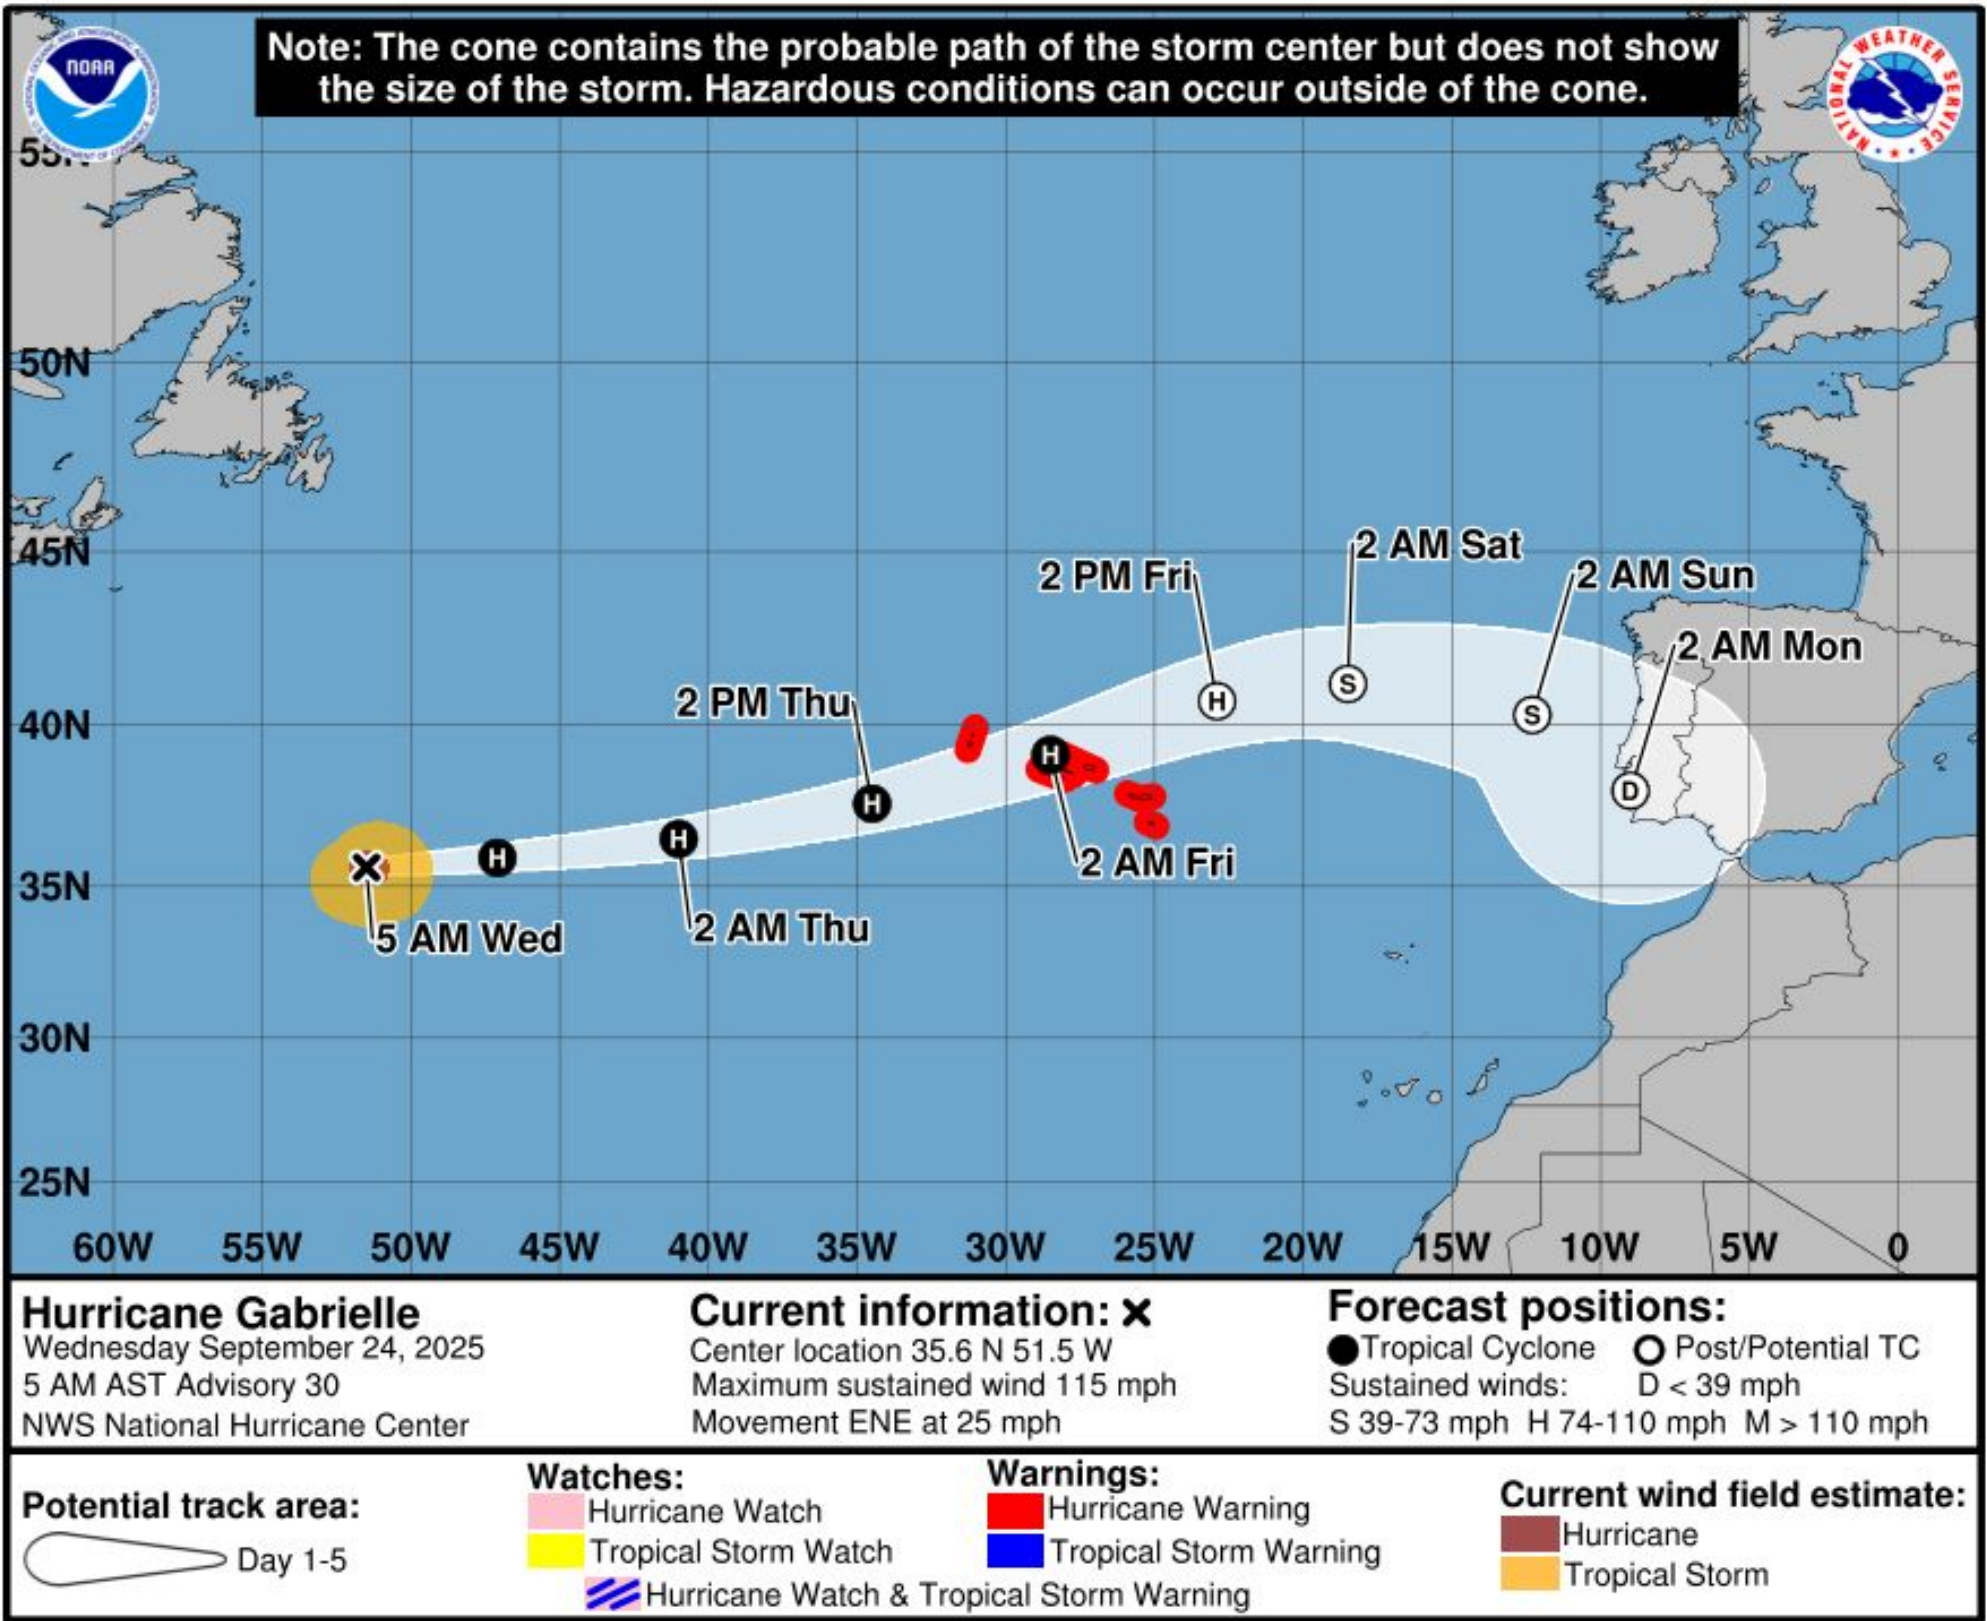 Note: The cone contains the probable path of the storm center but does not show
the size of the storm. Hazardous conditions can occur outside of the cone.
NOAA
NATIONAL WEATHER SERVICE
55N
50N
45N
40N
35N
30N
25N
2 AM Sat
2 PM Fri
2 AM Sun
2 AM Mon
2 PM Thu
2 AM Fri
2 AM Thu
5 AM Wed
H
H
H
H
H
S
S
D
60W 55W 50W 45W 40W 35W 30W 25W 20W 15W 10W 5W 0
Hurricane Gabrielle
Wednesday September 24, 2025
5 AM AST Advisory 30
NWS National Hurricane Center
Current information:
Center location 35.6 N 51.5 W
Maximum sustained wind 115 mph
Movement ENE at 25 mph
Forecast positions:
Tropical Cyclone Post/Potential TC
Sustained winds: D < 39 mph
S 39-73 mph H 74-110 mph M > 110 mph
Potential track area:
Day 1-5
Watches:
Hurricane Watch
Tropical Storm Watch
Hurricane Watch & Tropical Storm Warning
Warnings:
Hurricane Warning
Tropical Storm Warning
Current wind field estimate:
Hurricane
Tropical Storm